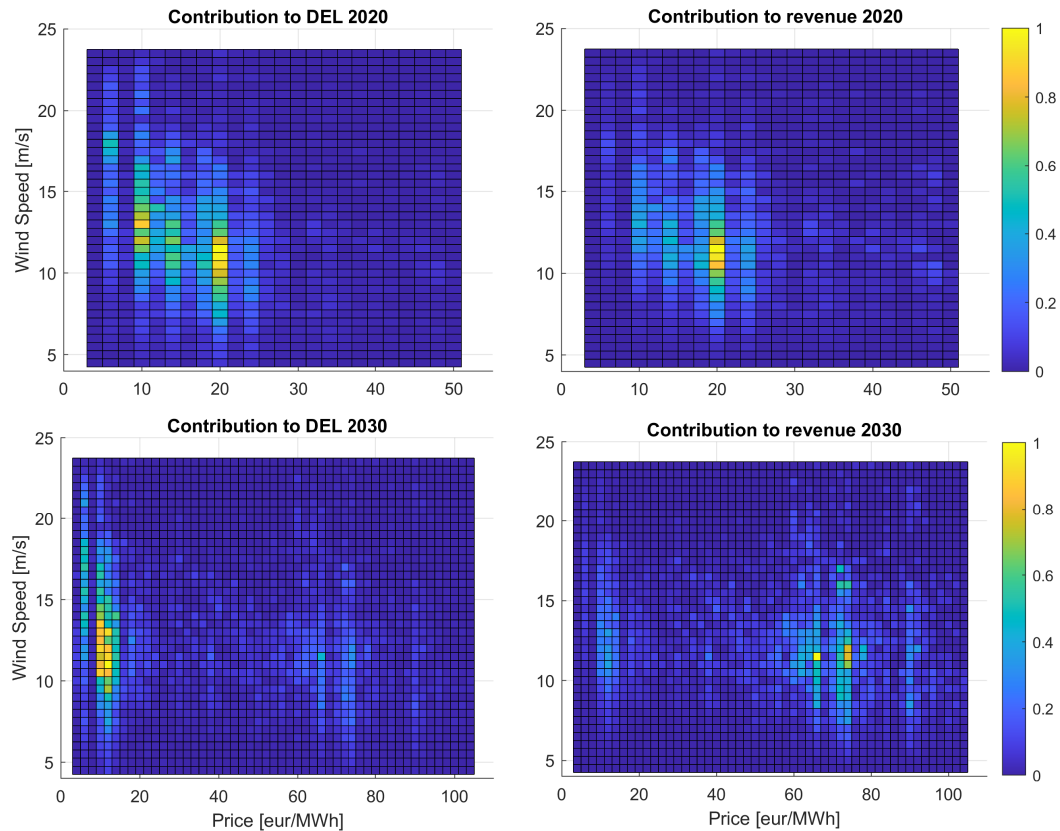 Contribution to DEL 2020
Wind Speed [m/s]
25
20
15
10
5
0 10 20 30 40 50
Contribution to revenue 2020
25
20
15
10
5
0 10 20 30 40 50
1
0.8
0.6
0.4
0.2
0
Contribution to DEL 2030
Wind Speed [m/s]
25
20
15
10
5
0 20 40 60 80 100
Price [eur/MWh]
Contribution to revenue 2030
25
20
15
10
5
0 20 40 60 80 100
Price [eur/MWh]
1
0.8
0.6
0.4
0.2
0